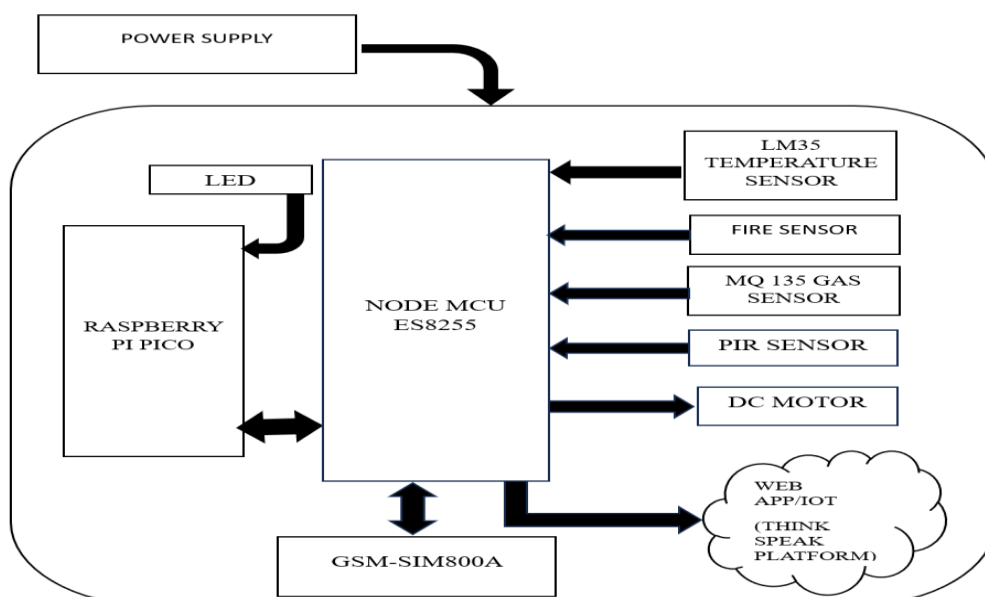 POWER SUPPLY
LED
RASPBERRY
PI PICO
NODE MCU
ES8255
LM35
TEMPERATURE
SENSOR
FIRE SENSOR
MQ 135 GAS
SENSOR
PIR SENSOR
DC MOTOR
WEB
APP/IOT
(THINK
SPEAK
PLATFORM)
GSM-SIM800A